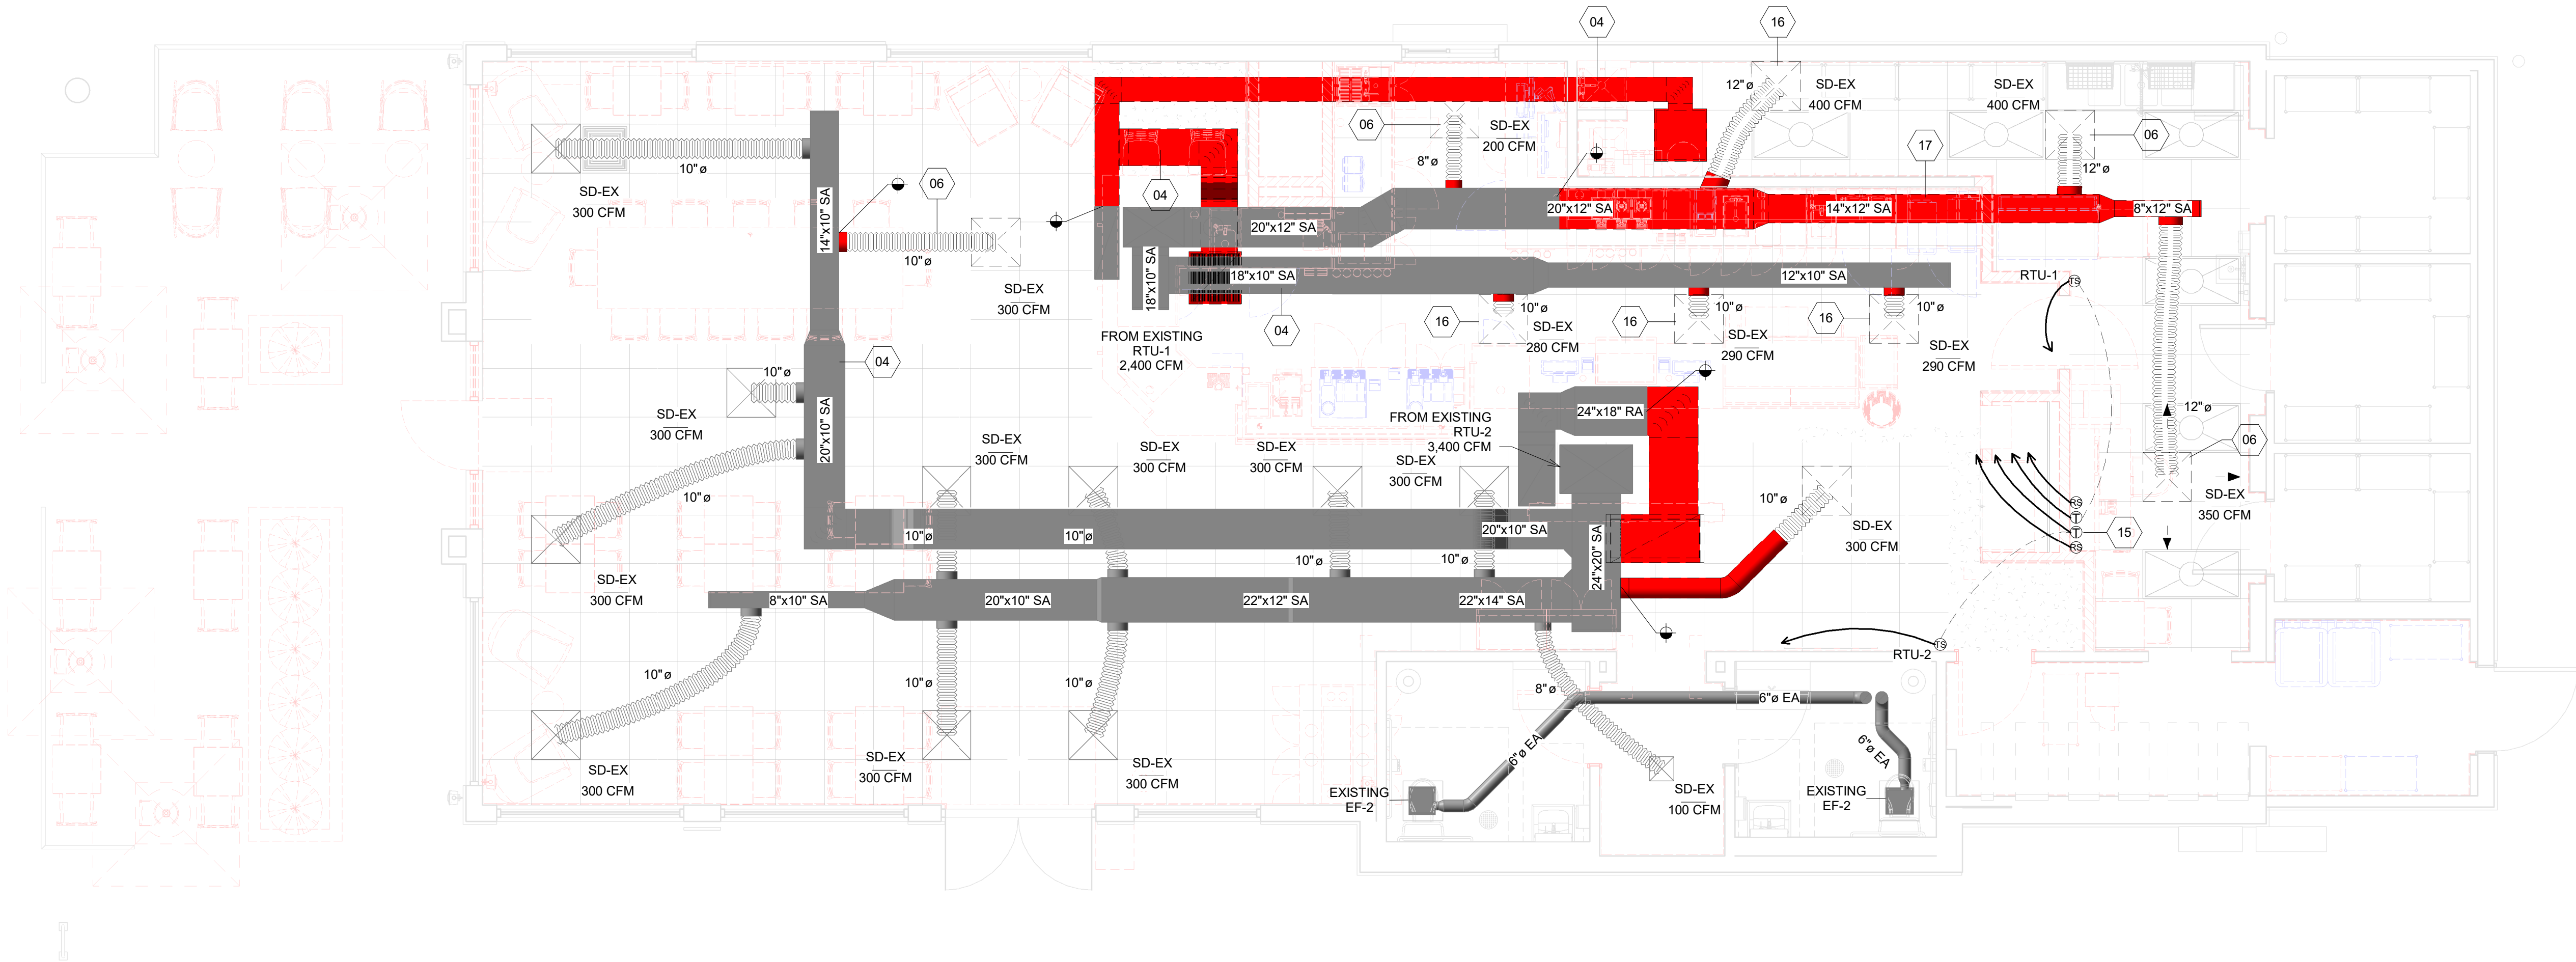 04
16
12"ø
SD-EX
400 CFM
SD-EX
400 CFM
06
SD-EX
200 CFM
8"ø
06
12"ø
17
10"ø
SD-EX
300 CFM
14"x10" SA
06
10"ø
SD-EX
300 CFM
04
20"x12" SA
20"x12" SA
14"x12" SA
8"x12" SA
18"x10" SA
18"x10" SA
12"x10" SA
RTU-1
TS
04
FROM EXISTING
RTU-1
2,400 CFM
16
10"ø
SD-EX
280 CFM
16
10"ø
SD-EX
290 CFM
16
10"ø
SD-EX
290 CFM
04
10"ø
SD-EX
300 CFM
20"x10" SA
10"ø
SD-EX
300 CFM
SD-EX
300 CFM
SD-EX
300 CFM
SD-EX
300 CFM
SD-EX
300 CFM
FROM EXISTING
RTU-2
3,400 CFM
24"x18" RA
12"ø
06
SD-EX
350 CFM
10"ø
SD-EX
300 CFM
RS
T
T
RS
15
10"ø
10"ø
20"x10" SA
10"ø
10"ø
24"x20" SA
8"x10" SA
20"x10" SA
22"x12" SA
22"x14" SA
TS
RTU-2
10"ø
10"ø
10"ø
8"ø
6"ø EA
6"ø EA
6"ø EA
SD-EX
300 CFM
SD-EX
300 CFM
SD-EX
300 CFM
EXISTING
EF-2
SD-EX
100 CFM
EXISTING
EF-2